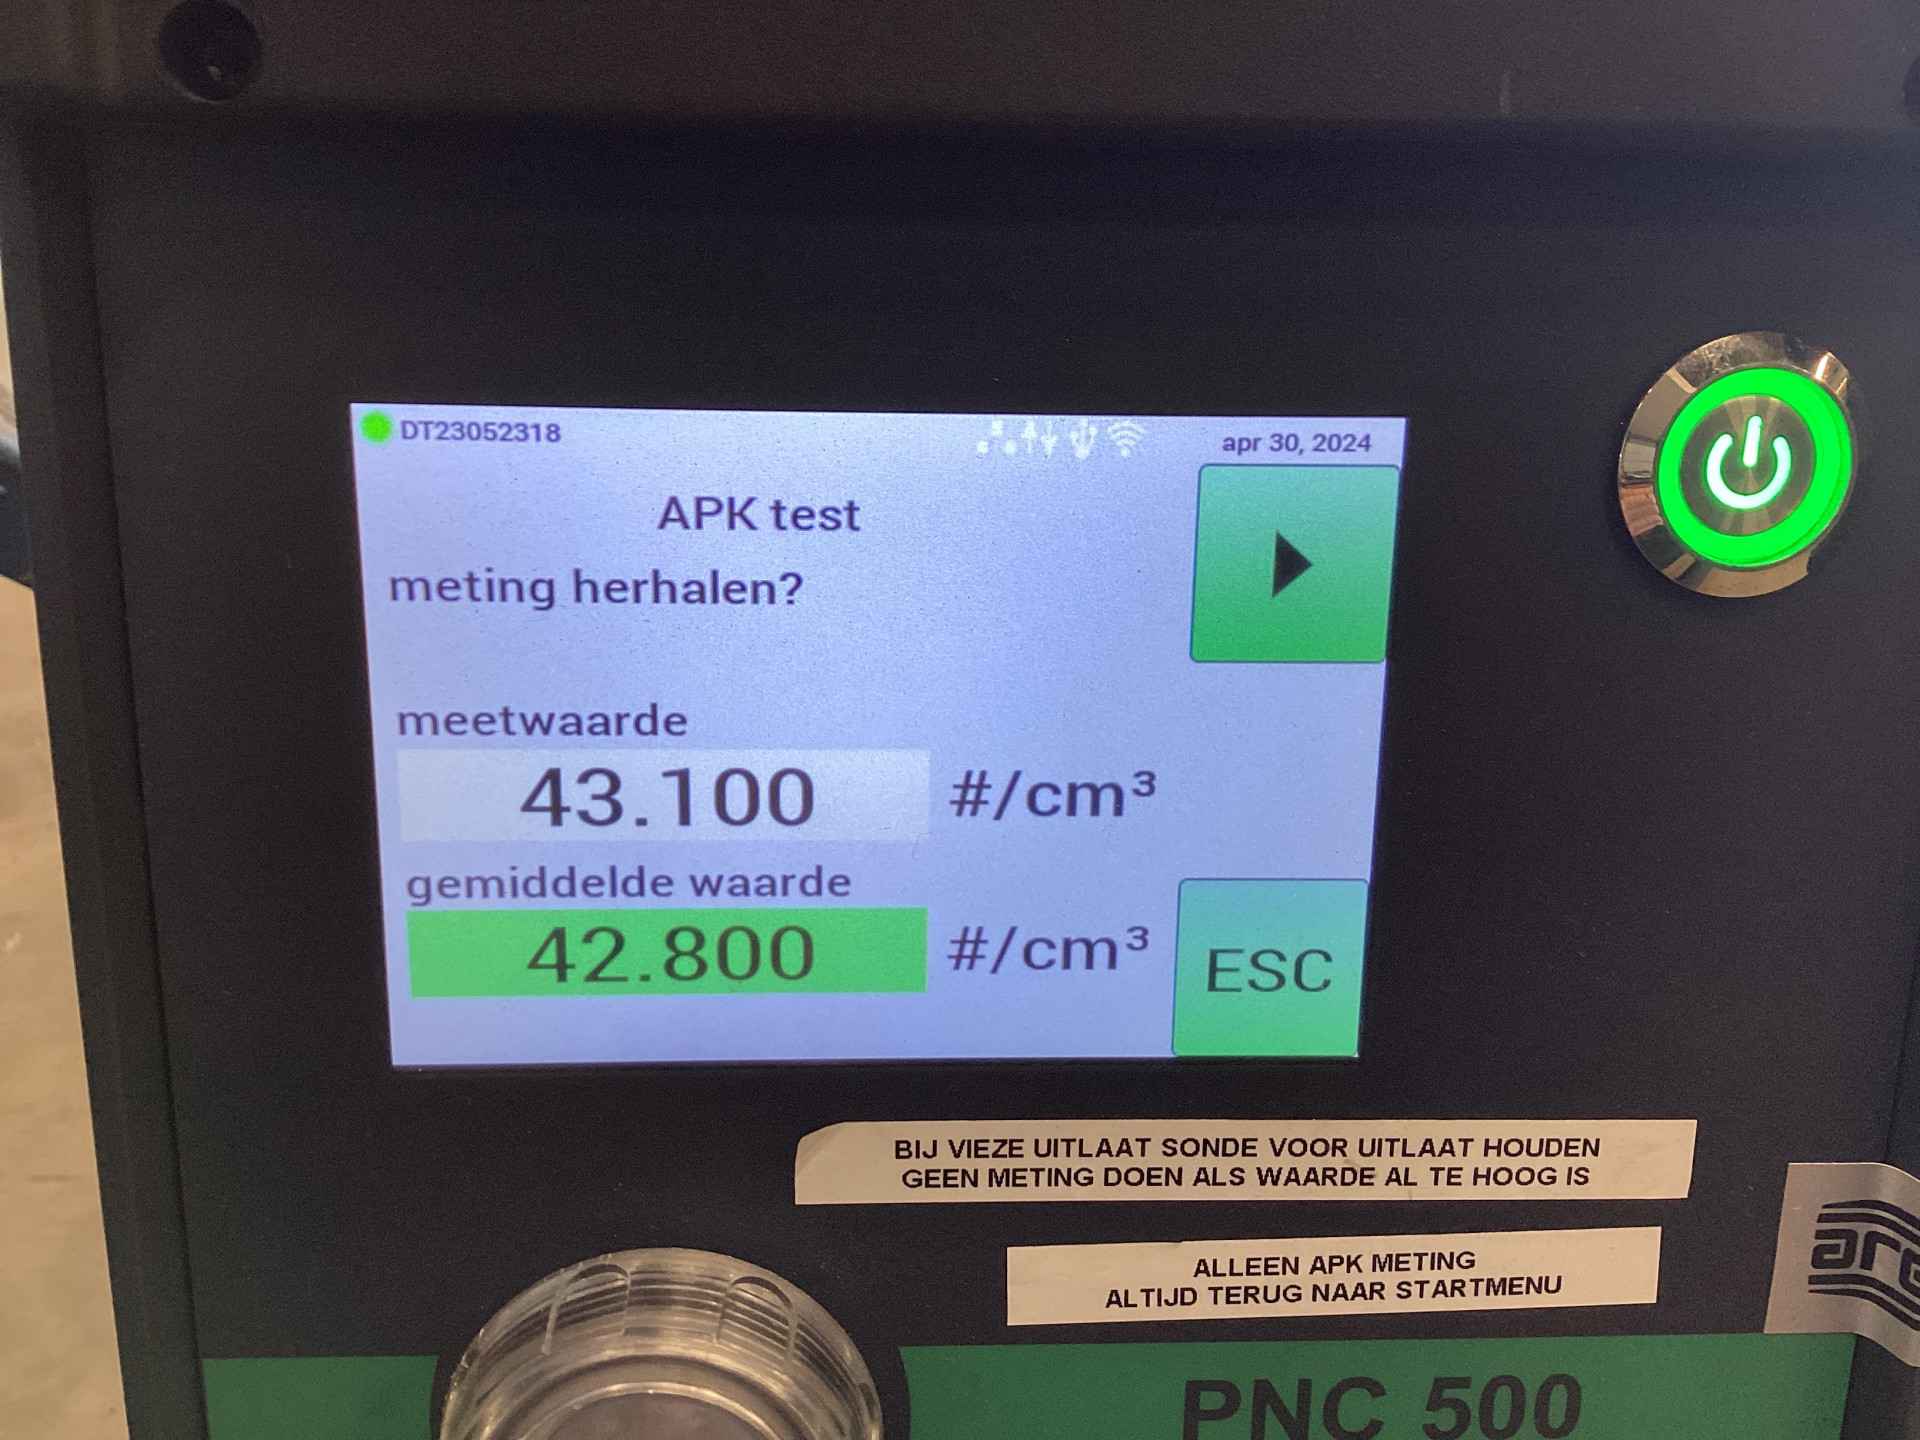 DT23052318
apr 30, 2024
APK test
meting herhalen?
meetwaarde
43.100 #/cm³
gemiddelde waarde
42.800 #/cm³
ESC
BIJ VIEZE UITLAAT SONDE VOOR UITLAAT HOUDEN
GEEN METING DOEN ALS WAARDE AL TE HOOG IS
ALLEEN APK METING
ALTIJD TERUG NAAR STARTMENU
PNC 500